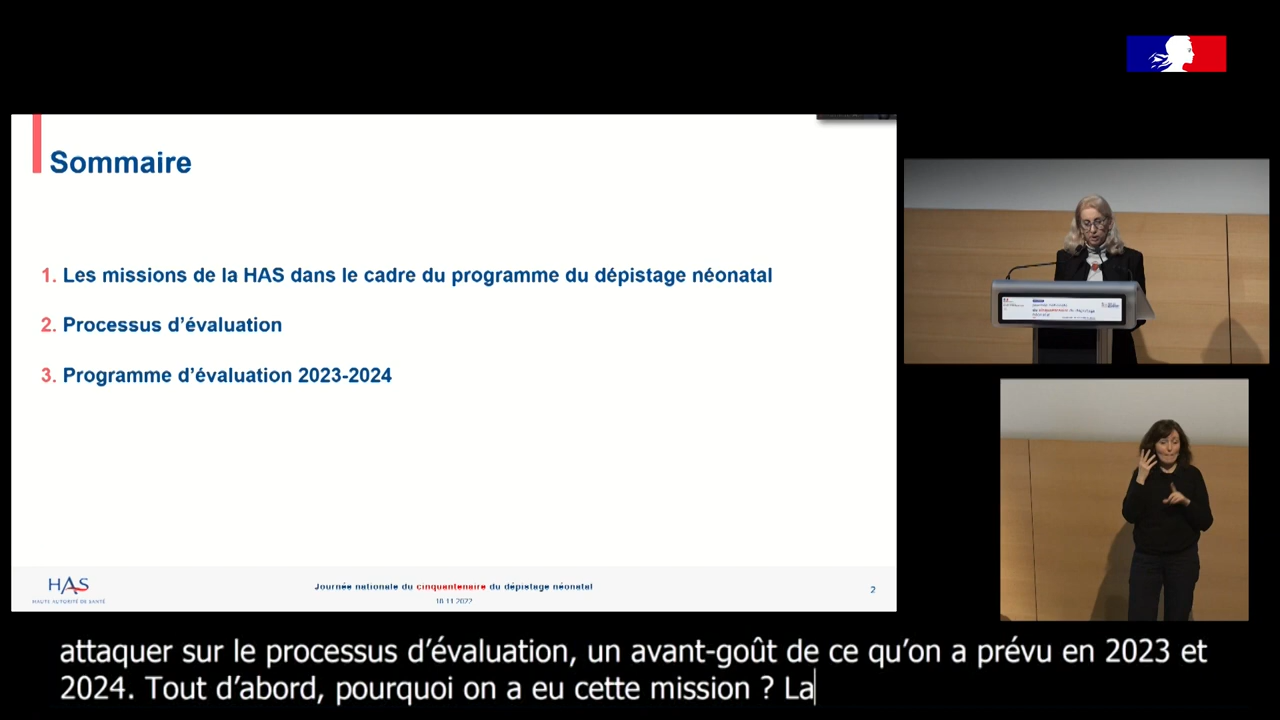 Sommaire
1. Les missions de la HAS dans le cadre du programme du dépistage néonatal
2. Processus d’évaluation
3. Programme d’évaluation 2023-2024
HAS
HAUTE AUTORITÉ DE SANTÉ
Journée nationale du cinquantenaire du dépistage néonatal
18.11.2022
2
attaquer sur le processus d’évaluation, un avant-goût de ce qu’on a prévu en 2023 et
2024. Tout d’abord, pourquoi on a eu cette mission ? La